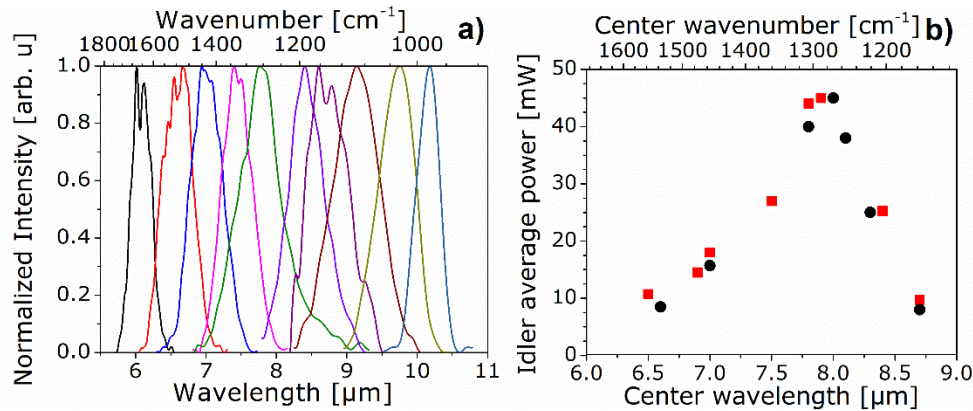 Wavenumber [cm⁻¹]
1800 1600 1400 1200 1000
a)
Normalized Intensity [arb. u]
1.0
0.8
0.6
0.4
0.2
0.0
6 7 8 9 10 11
Wavelength [µm]
Center wavenumber [cm⁻¹]
1600 1500 1400 1300 1200
b)
Idler average power [mW]
50
40
30
20
10
0
6.0 6.5 7.0 7.5 8.0 8.5 9.0
Center wavelength [µm]